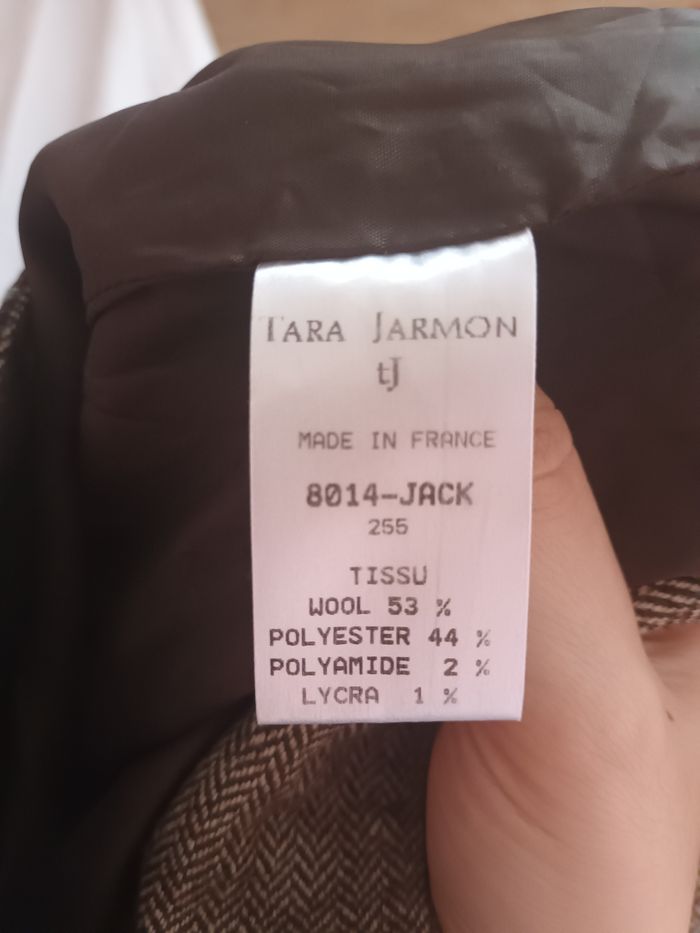 TARA JARMON
tJ
MADE IN FRANCE
8014-JACK
255
TISSU
WOOL 53 %
POLYESTER 44 %
POLYAMIDE 2 %
LYCRA 1 %